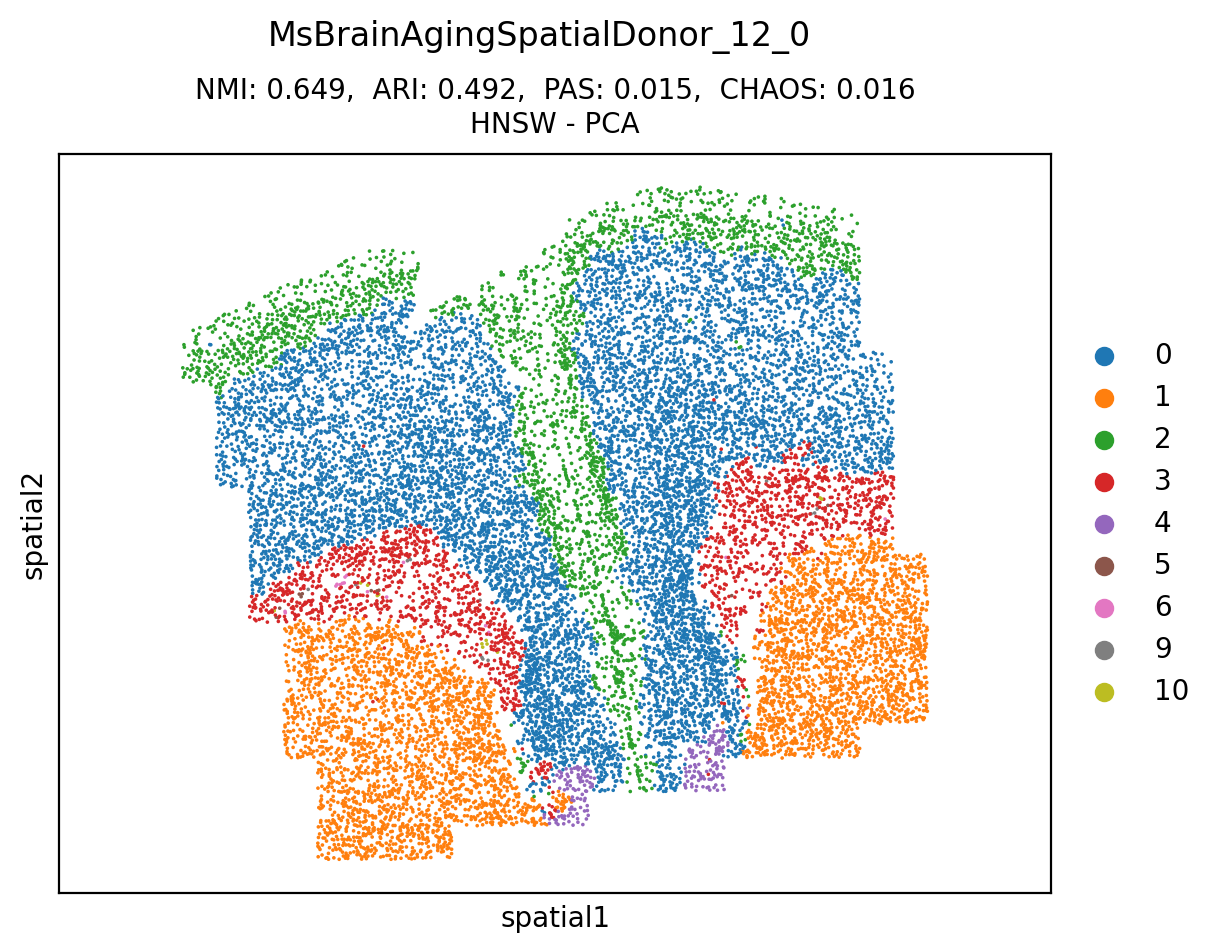 MsBrainAgingSpatialDonor_12_0
NMI: 0.649, ARI: 0.492, PAS: 0.015, CHAOS: 0.016
HNSW - PCA
spatial2
0
1
2
3
4
5
6
9
10
spatial1